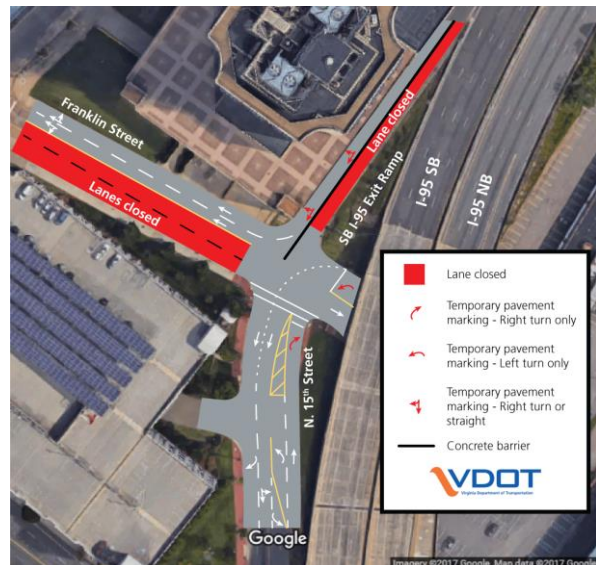 Franklin Street
Lanes closed
Lane closed
SB I-95 Exit Ramp
I-95 SB
I-95 NB
N. 15th Street
Lane closed
Temporary pavement
marking - Right turn only
Temporary pavement
marking - Left turn only
Temporary pavement
marking - Right turn or
straight
Concrete barrier
VDOT
Virginia Department of Transportation
Google
Imagery ©2017 Google, Map data ©2017 Google